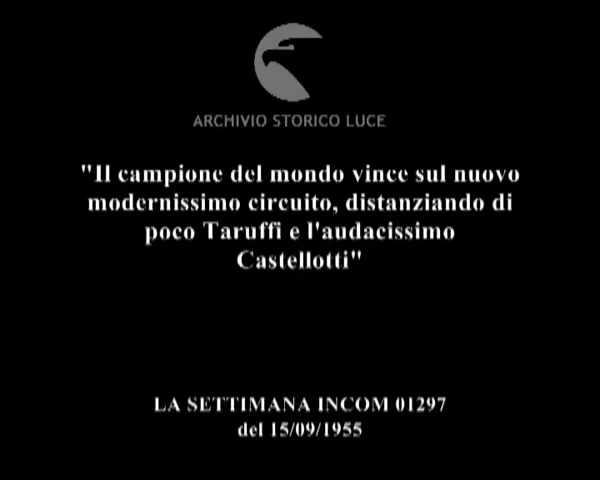 ARCHIVIO STORICO LUCE
"Il campione del mondo vince sul nuovo
modernissimo circuito, distanziando di
poco Taruffi e l'audacissimo
Castellotti"
LA SETTIMANA INCOM 01297
del 15/09/1955